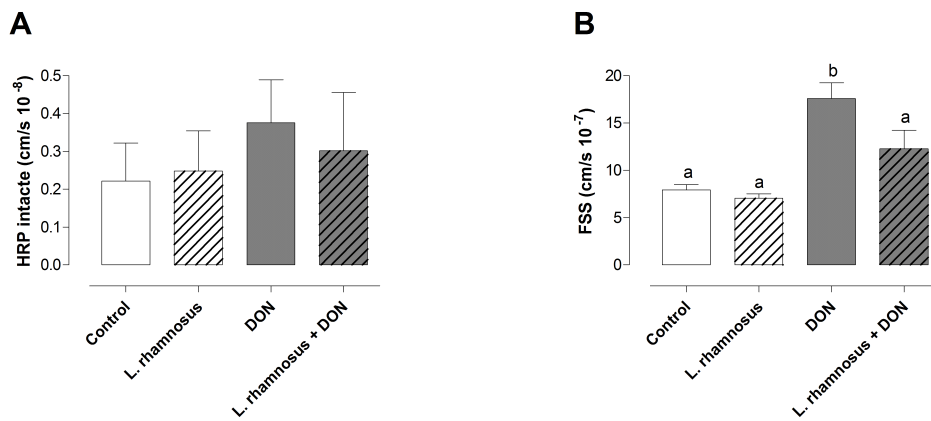 A
HRP intacte (cm/s 10 -8)
0.5
0.4
0.3
0.2
0.1
0.0
Control
L. rhamnosus
DON
L. rhamnosus + DON
B
FSS (cm/s 10 -7)
20
15
10
5
0
a
a
b
a
Control
L. rhamnosus
DON
L. rhamnosus + DON